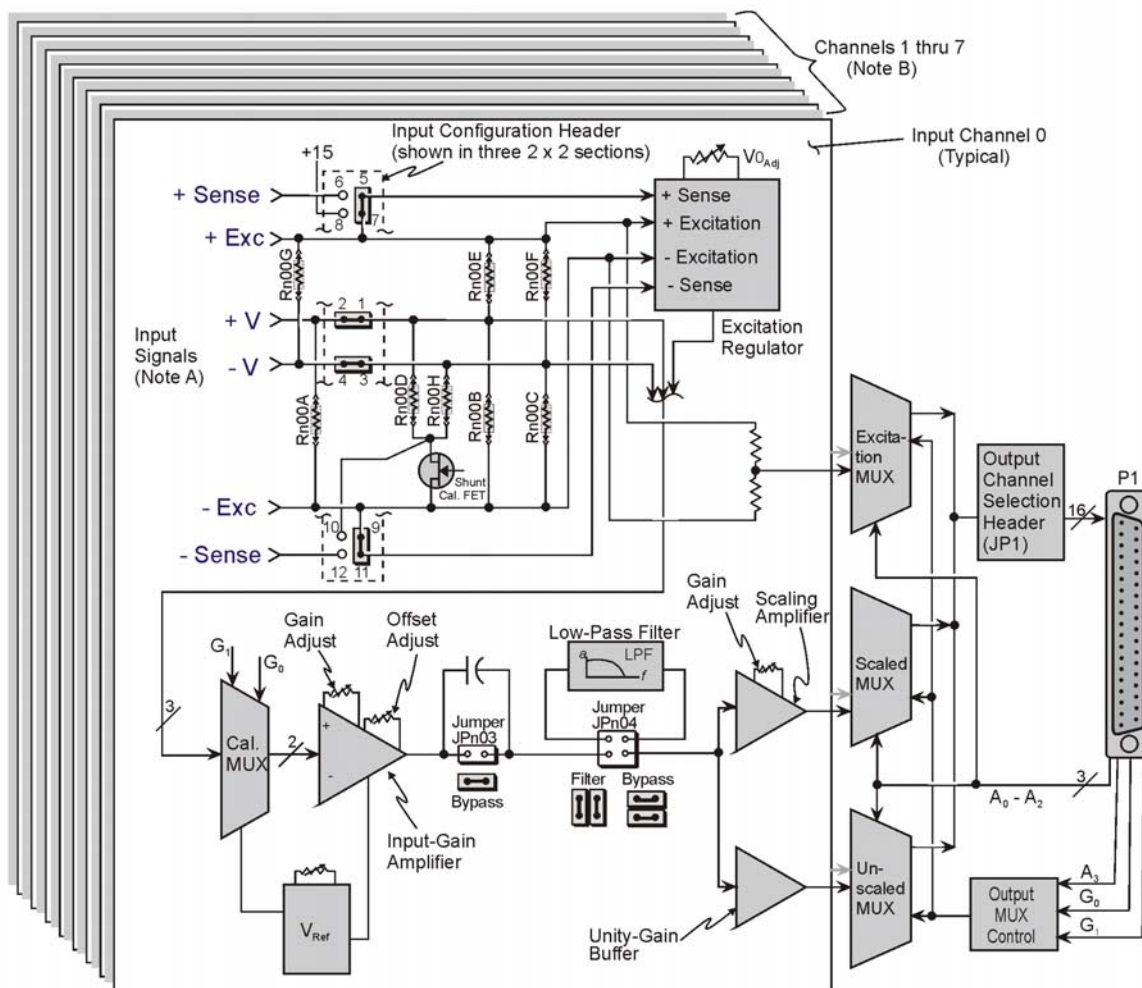 Channels 1 thru 7
(Note B)
Input Channel 0
(Typical)
Input Configuration Header
(shown in three 2 x 2 sections)
+15
6
5
8
7
+ Sense
+ Exc
V0Adj
+ Sense
+ Excitation
- Excitation
- Sense
Excitation
Regulator
Rn00G
Rn00E
Rn00F
+ V
2
1
Input
Signals
(Note A)
- V
4
3
Rn00A
Rn00D
Rn00H
Rn00B
Rn00C
Shunt
Cal. FET
- Exc
10
9
- Sense
12
11
Excita-
tion
MUX
Output
Channel
Selection
Header
(JP1)
16
P1
Gain
Adjust
Offset
Adjust
Low-Pass Filter
a
LPF
f
Gain
Adjust
Scaling
Amplifier
G1
G0
3
Cal.
MUX
2
+
-
Jumper
JPn03
Bypass
Jumper
JPn04
Filter
Bypass
Scaled
MUX
3
A0 - A2
Input-Gain
Amplifier
VRef
Unity-Gain
Buffer
Un-
scaled
MUX
Output
MUX
Control
A3
G0
G1